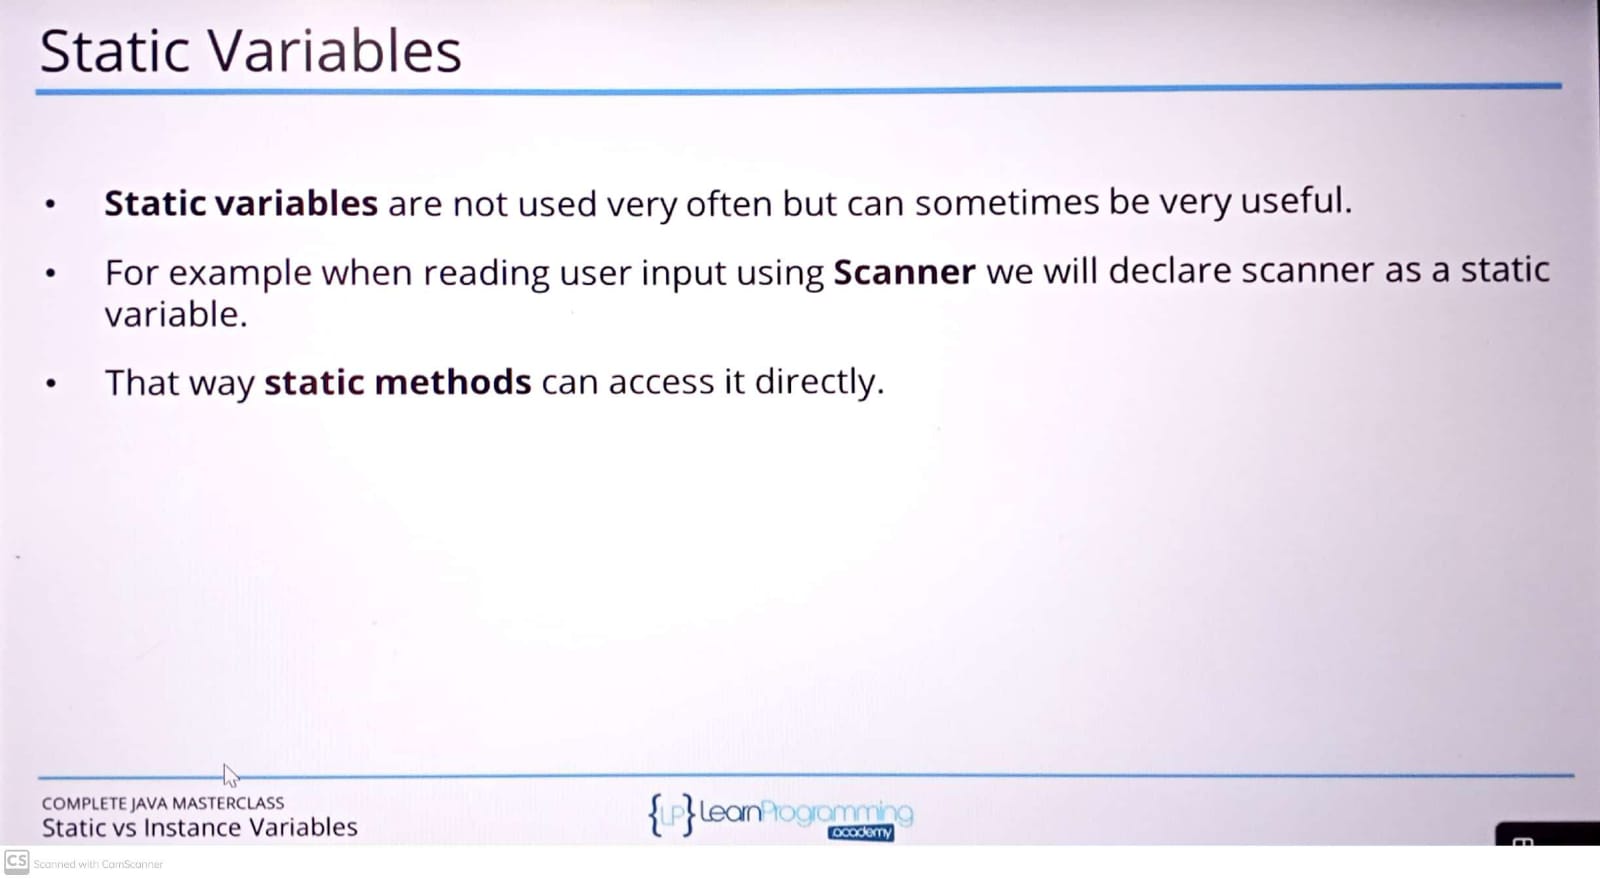 Static Variables
• Static variables are not used very often but can sometimes be very useful.
• For example when reading user input using Scanner we will declare scanner as a static
variable.
• That way static methods can access it directly.
COMPLETE JAVA MASTERCLASS
Static vs Instance Variables
{LP} LearnProgramming
academy
CS Scanned with CamScanner